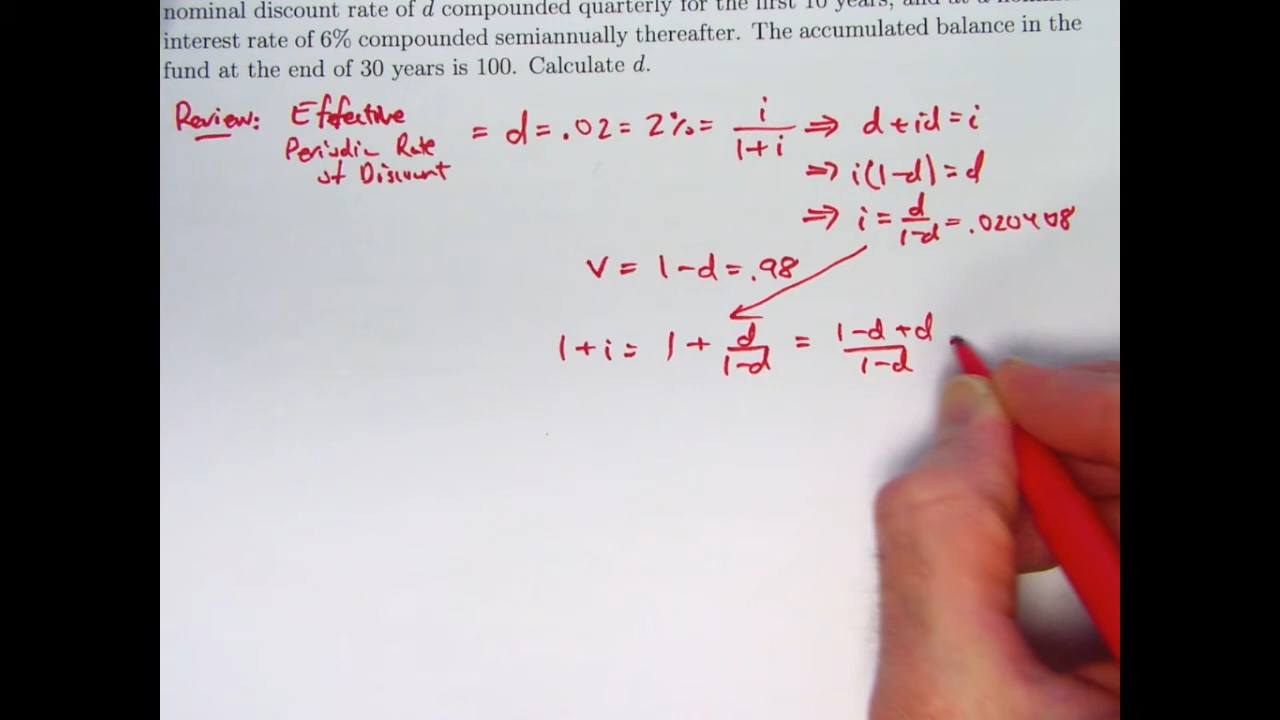 nominal discount rate of d compounded quarterly for the first 10 years, and at a
interest rate of 6% compounded semiannually thereafter. The accumulated balance in the
fund at the end of 30 years is 100. Calculate d.
Review: Effective Periodic Rate of Discount = d = .02 = 2% = i/(1+i) ⇒ d + id = i
⇒ i(1-d) = d
⇒ i = d/(1-d) = .020408
v = 1-d = .98
1+i = 1 + d/(1-d) = (1-d+d)/(1-d)